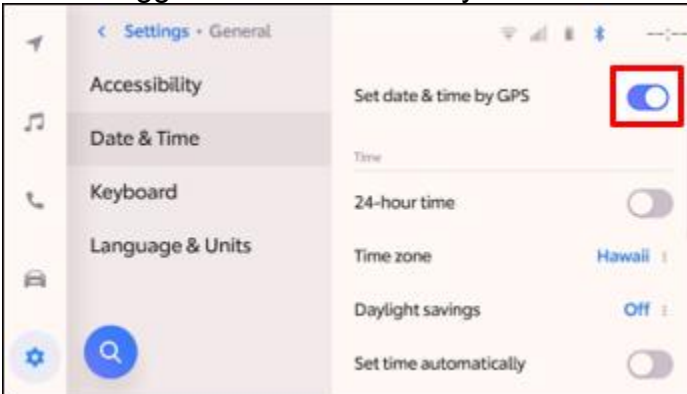 < Settings • General
--:--
Accessibility
Set date & time by GPS
Date & Time
Time
Keyboard
24-hour time
Language & Units
Time zone
Hawaii
Daylight savings
Off
Set time automatically